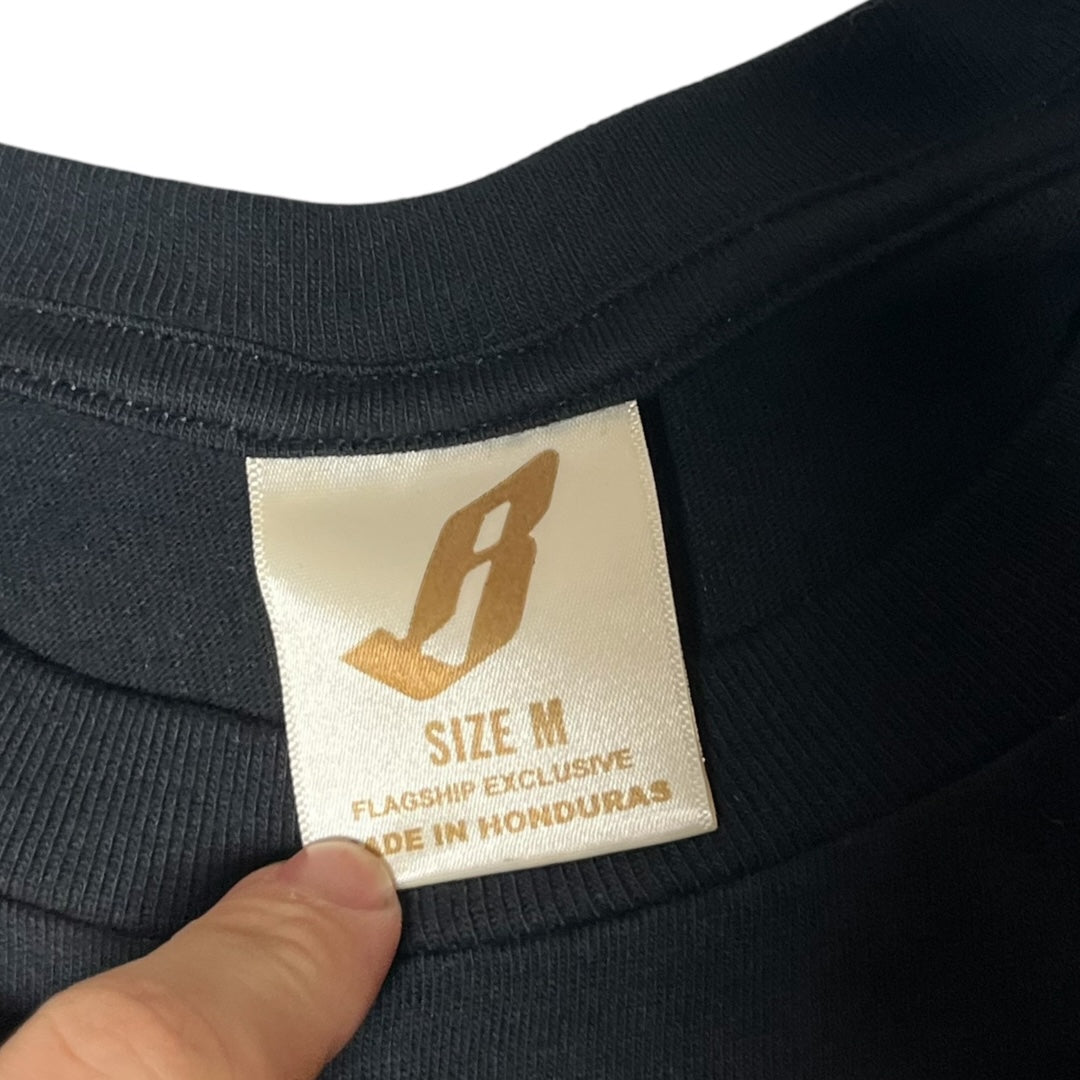 SIZE M
FLAGSHIP EXCLUSIVE
ADE IN HONDURAS